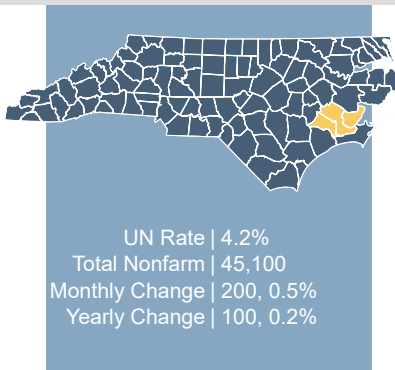 UN Rate | 4.2%
Total Nonfarm | 45,100
Monthly Change | 200, 0.5%
Yearly Change | 100, 0.2%